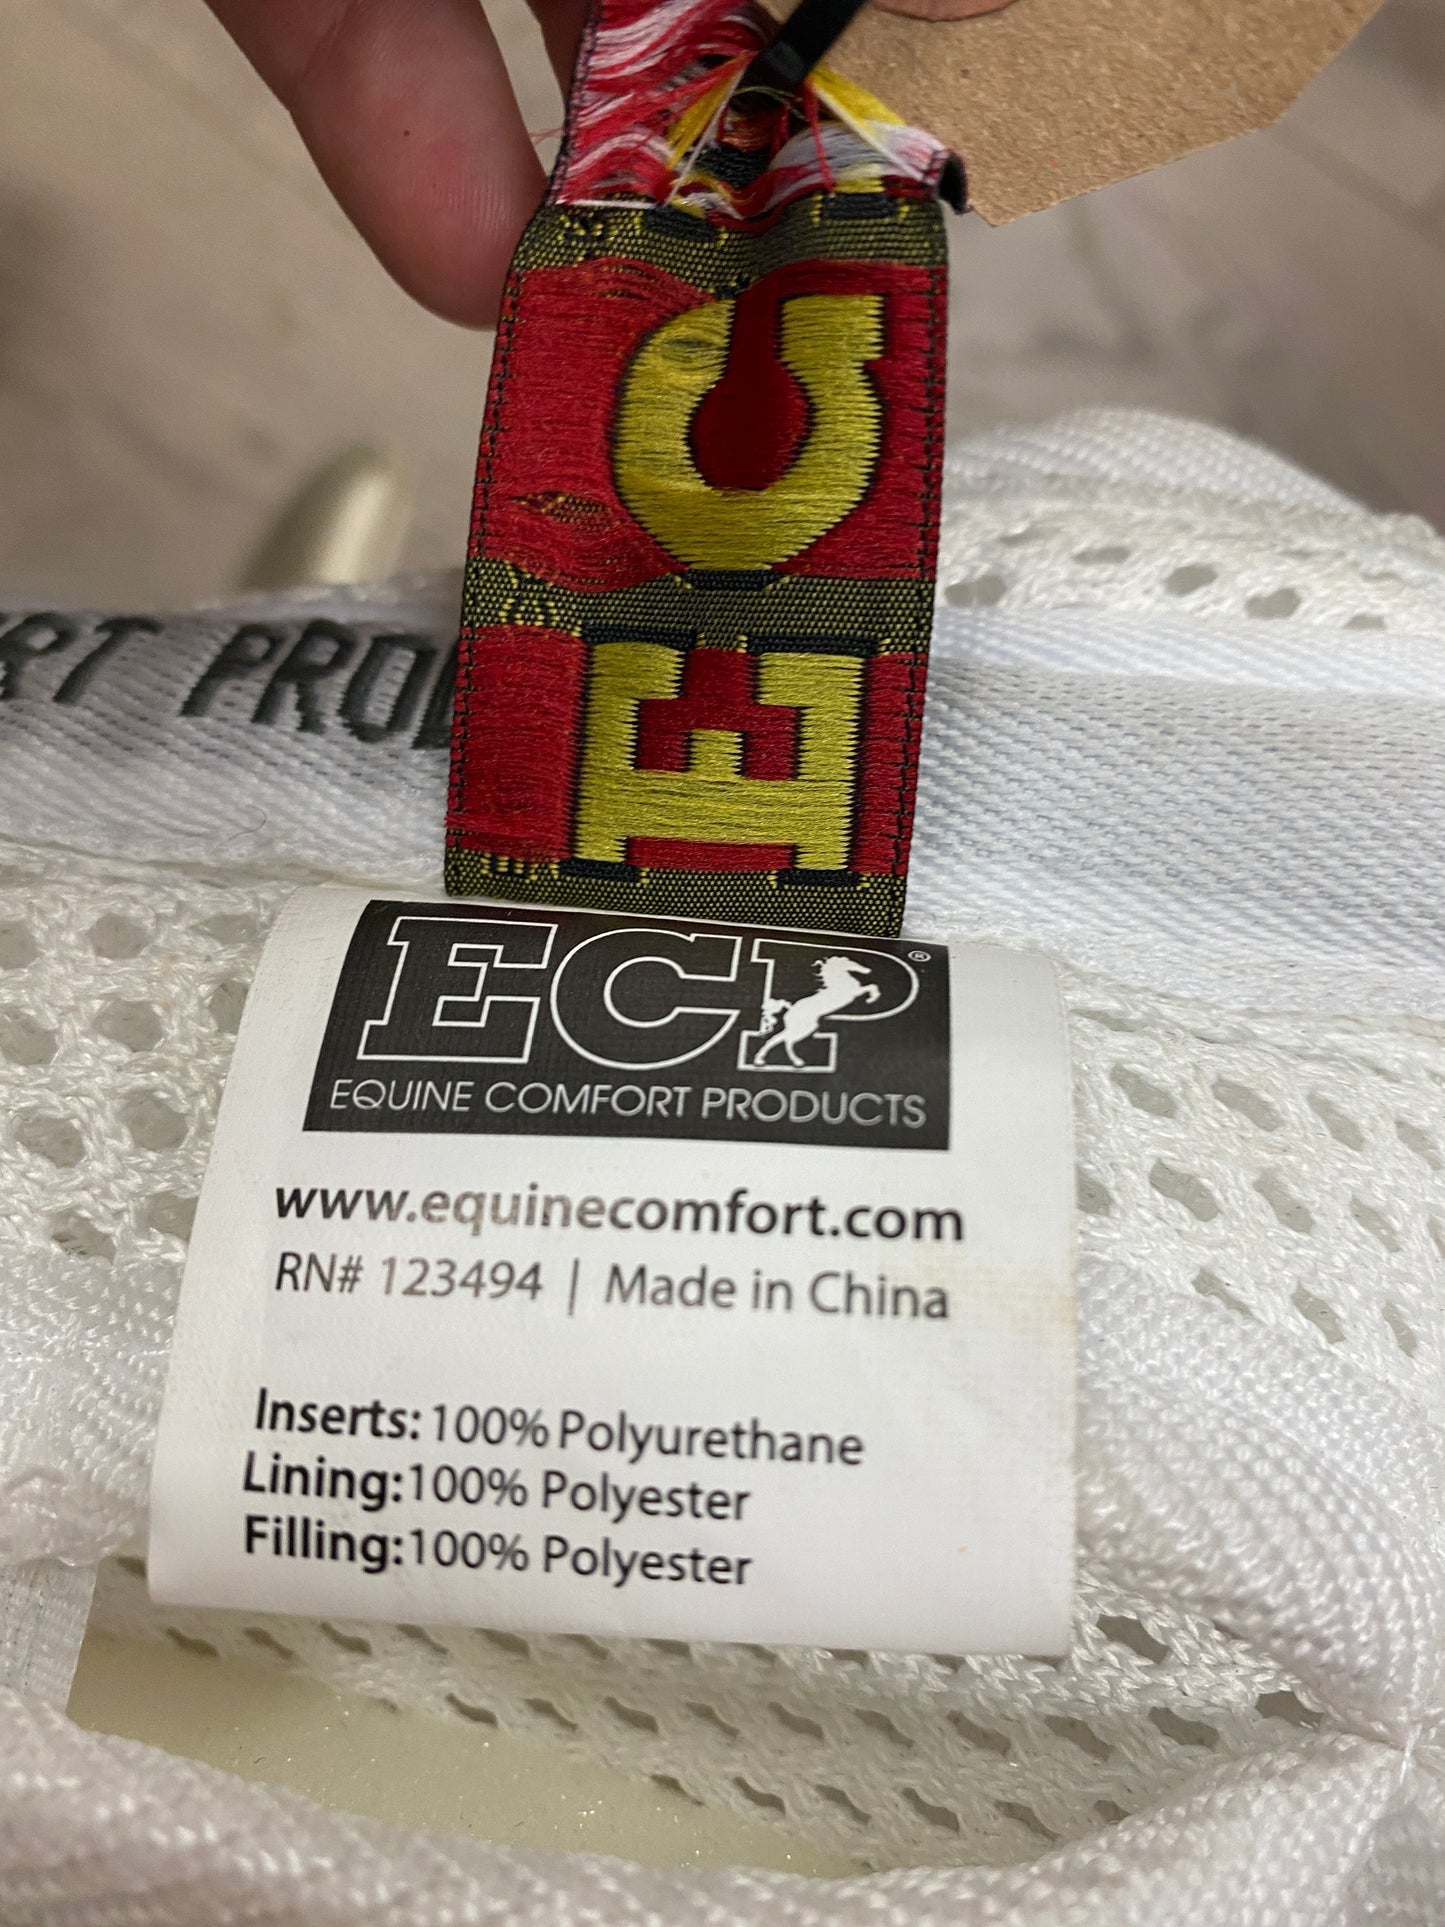 EC
RT PROD
ECP®
EQUINE COMFORT PRODUCTS
www.equinecomfort.com
RN# 123494 | Made in China
Inserts: 100% Polyurethane
Lining:100% Polyester
Filling:100% Polyester